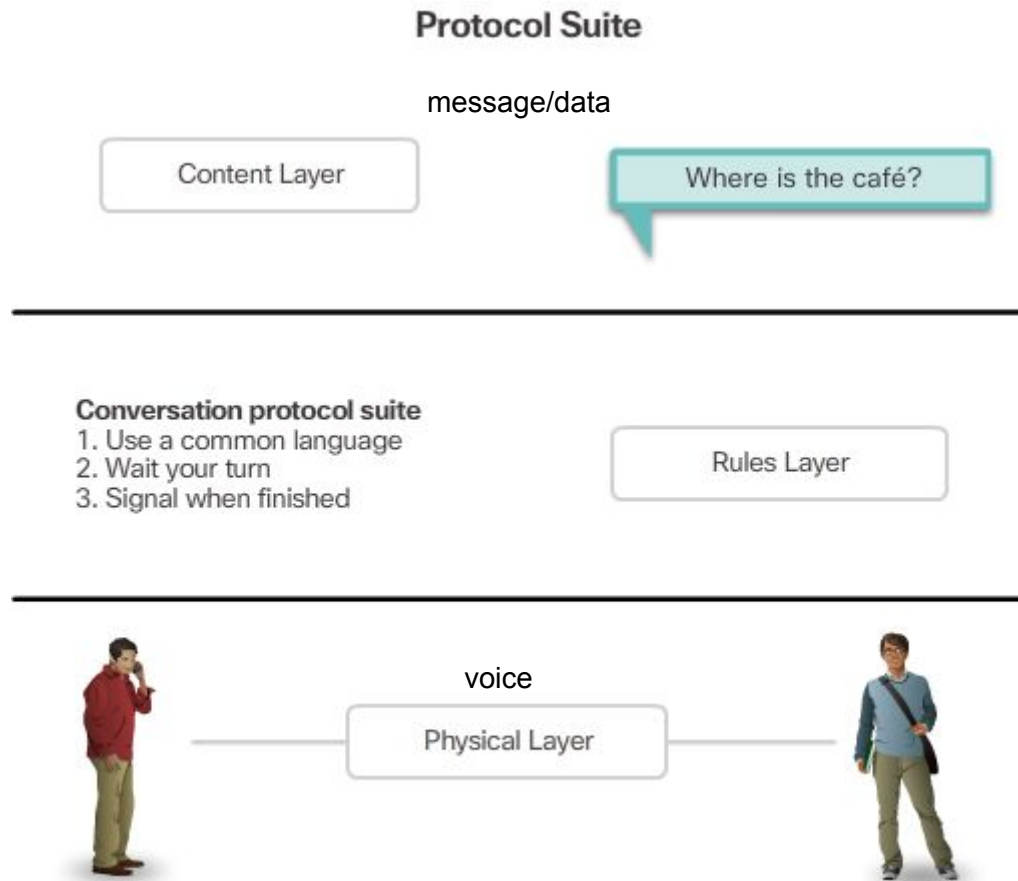 Protocol Suite
message/data
Content Layer
Where is the café?
Conversation protocol suite
1. Use a common language
2. Wait your turn
3. Signal when finished
Rules Layer
voice
Physical Layer